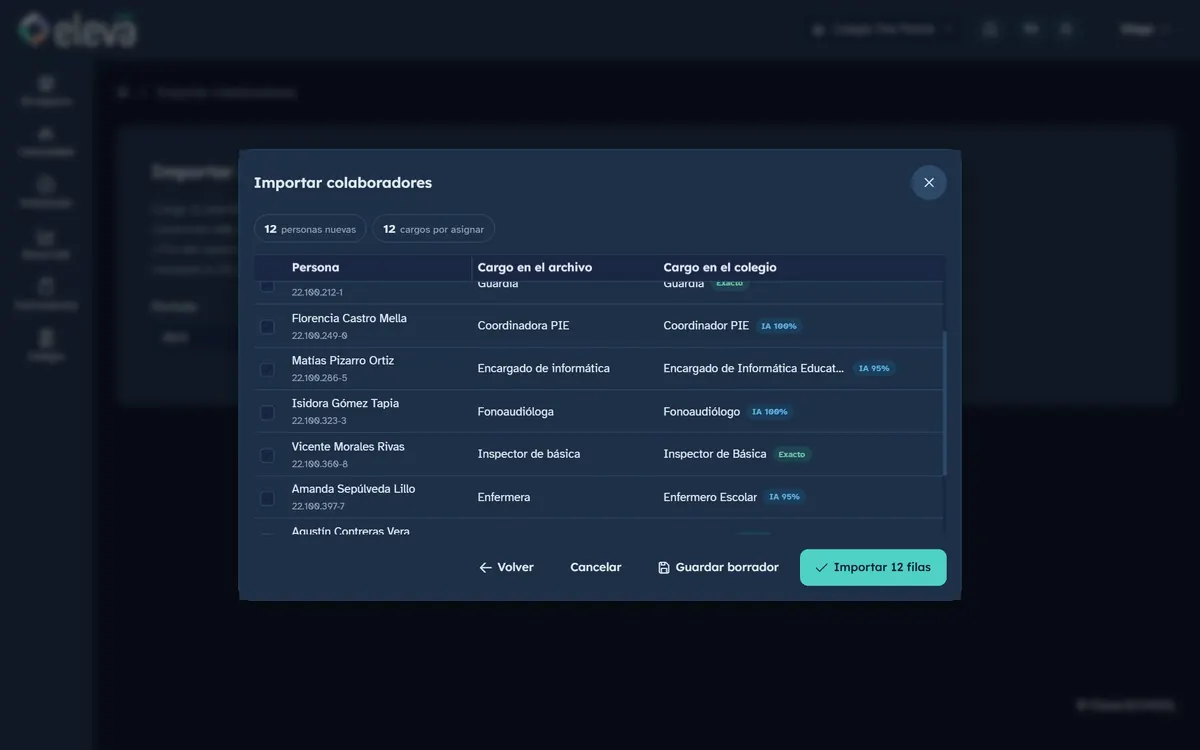 eleva
Importar colaboradores
Importar
Importar colaboradores
12 personas nuevas
12 cargos por asignar
Persona
Cargo en el archivo
Cargo en el colegio
22.100.212-1
Guardia
Guardia
Exacto
Florencia Castro Mella
22.100.249-0
Coordinadora PIE
Coordinador PIE
IA 100%
Matías Pizarro Ortiz
22.100.286-5
Encargado de informática
Encargado de Informática Educat...
IA 95%
Isidora Gómez Tapia
22.100.323-3
Fonoaudióloga
Fonoaudiólogo
IA 100%
Vicente Morales Rivas
22.100.360-8
Inspector de básica
Inspector de Básica
Exacto
Amanda Sepúlveda Lillo
22.100.397-7
Enfermera
Enfermero Escolar
IA 95%
Agustín Contreras Vera
Volver
Cancelar
Guardar borrador
Importar 12 filas